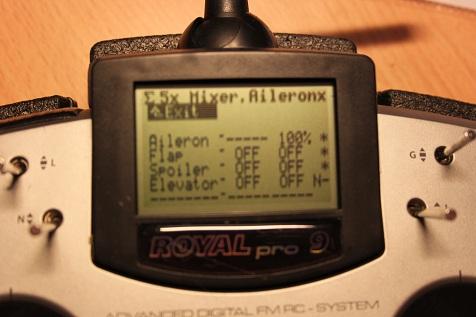 Σ.5x Mixer.Aileronx
Exit
Aileron ----- 100% *
Flap OFF OFF *
Spoiler OFF OFF *
Elevator OFF OFF N-
ROYAL pro 9
ADVANCED DIGITAL FM RC - SYSTEM
L
N
G